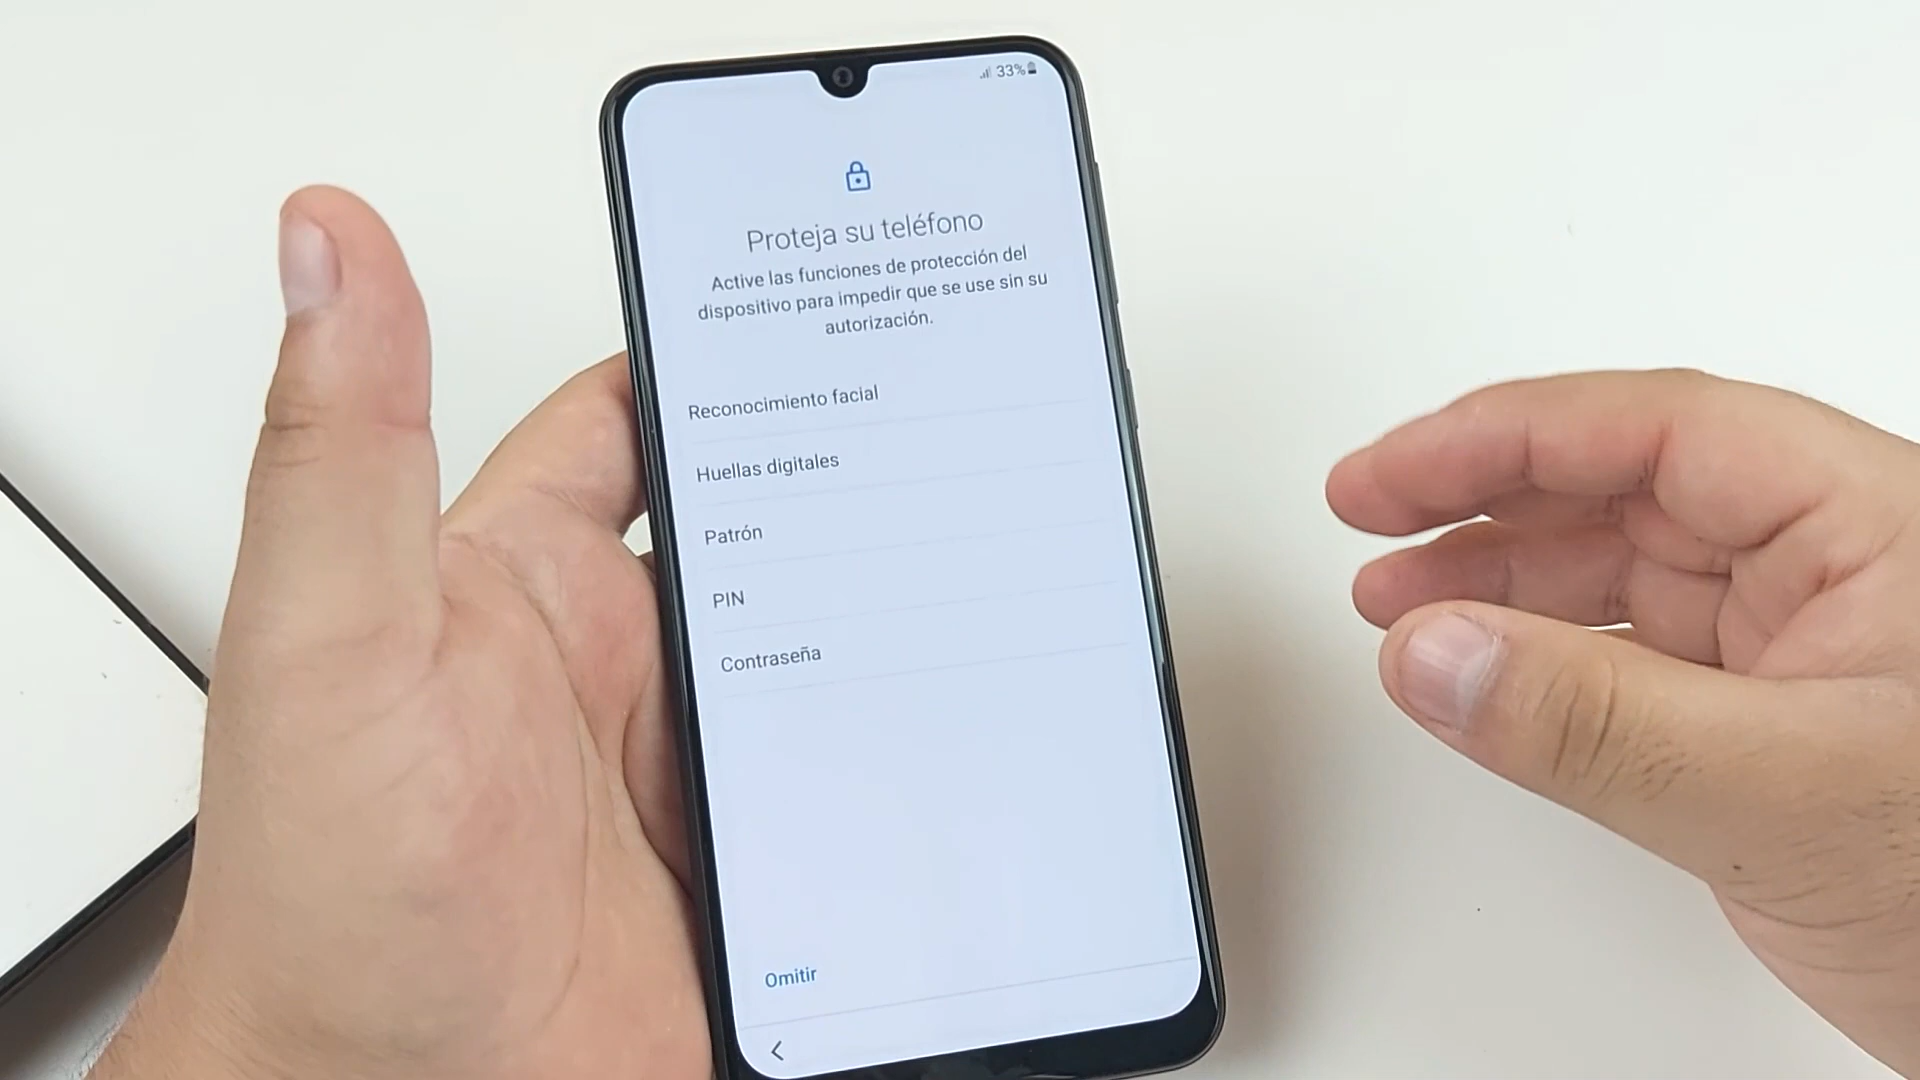 33%
Proteja su teléfono
Active las funciones de protección del
dispositivo para impedir que se use sin su
autorización.
Reconocimiento facial
Huellas digitales
Patrón
PIN
Contraseña
Omitir